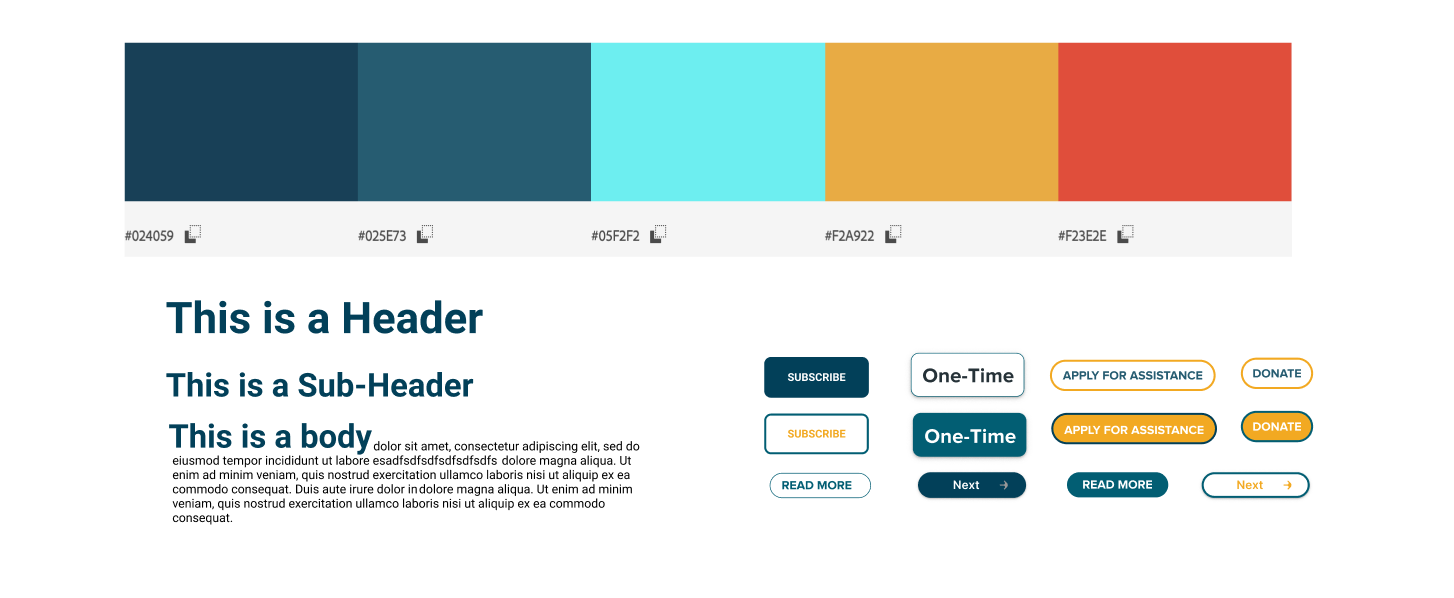 #024059
#025E73
#05F2F2
#F2A922
#F23E2E
This is a Header
This is a Sub-Header
This is a body dolor sit amet, consectetur adipiscing elit, sed do
eiusmod tempor incididunt ut labore esadfsdfsdfsdfsdfsdfs dolore magna aliqua. Ut
enim ad minim veniam, quis nostrud exercitation ullamco laboris nisi ut aliquip ex ea
commodo consequat. Duis aute irure dolor in dolore magna aliqua. Ut enim ad minim
veniam, quis nostrud exercitation ullamco laboris nisi ut aliquip ex ea commodo
consequat.
SUBSCRIBE
One-Time
APPLY FOR ASSISTANCE
DONATE
SUBSCRIBE
One-Time
APPLY FOR ASSISTANCE
DONATE
READ MORE
Next
READ MORE
Next